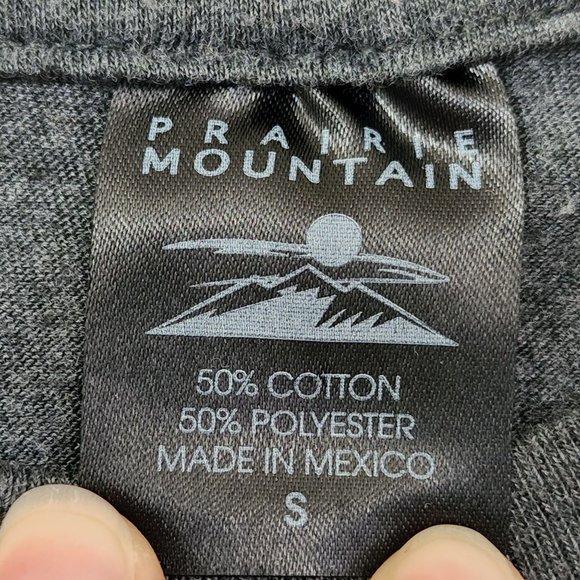 PRAIRIE
MOUNTAIN
50% COTTON
50% POLYESTER
MADE IN MEXICO
S